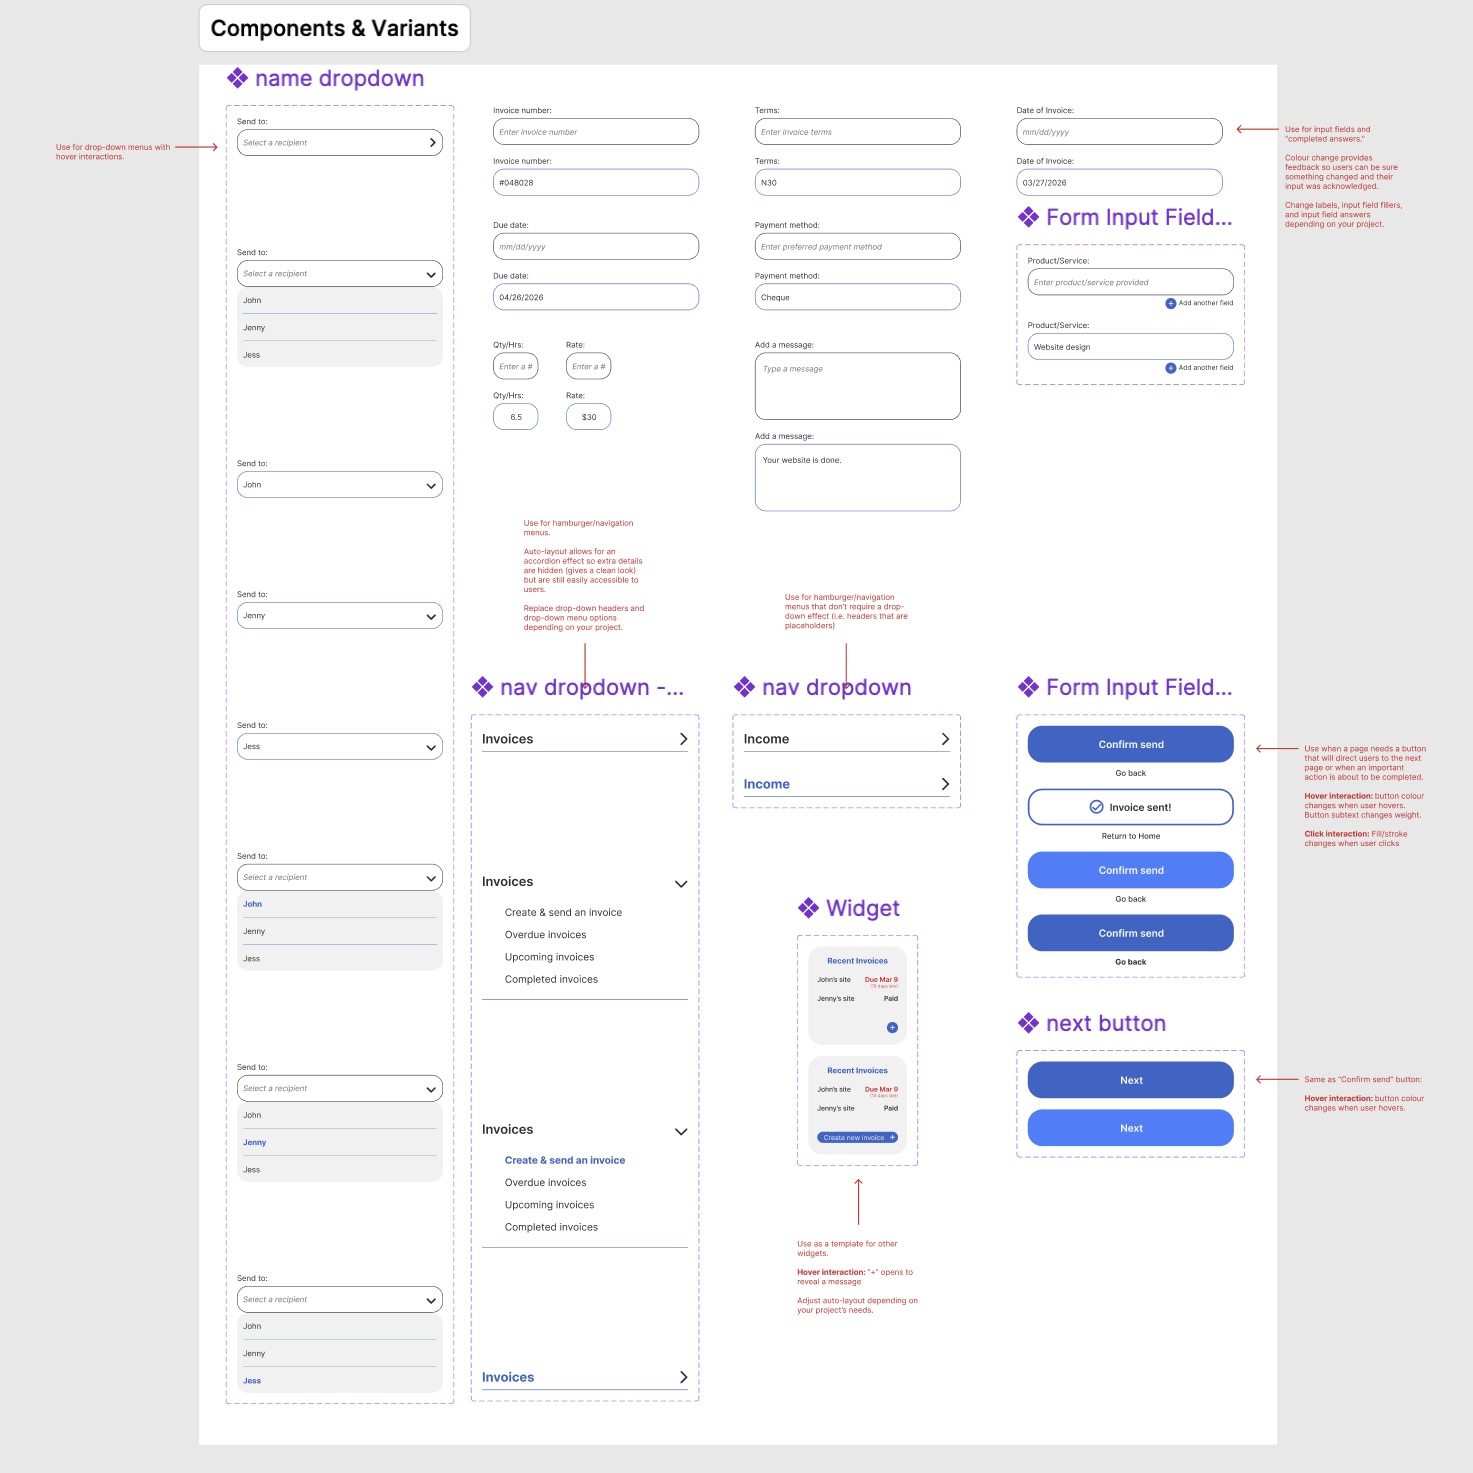 Components & Variants
name dropdown
Use for drop-down menus with
hover interactions.
Send to:
Select a recipient
Send to:
Select a recipient
John
Jenny
Jess
Send to:
John
Send to:
Jenny
Send to:
Jess
Send to:
Select a recipient
John
Jenny
Jess
Send to:
Select a recipient
John
Jenny
Jess
Send to:
Select a recipient
John
Jenny
Jess
Invoice number:
Enter invoice number
Invoice number:
#048028
Due date:
mm/dd/yyyy
Due date:
04/26/2026
Qty/Hrs:
Rate:
Enter a #
Enter a #
Qty/Hrs:
Rate:
6.5
$30
Terms:
Enter invoice terms
Terms:
N30
Payment method:
Enter preferred payment method
Payment method:
Cheque
Add a message:
Type a message
Add a message:
Your website is done.
Date of Invoice:
mm/dd/yyyy
Date of Invoice:
03/27/2026
Use for input fields and
"completed answers."
Colour change provides
feedback so users can be sure
something changed and their
input was acknowledged.
Change labels, input field fillers,
and input field answers
depending on your project.
Form Input Field...
Product/Service:
Enter product/service provided
Add another field
Product/Service:
Website design
Add another field
Use for hamburger/navigation
menus.
Auto-layout allows for an
accordion effect so extra details
are hidden (gives a clean look)
but are still easily accessible to
users.
Replace drop-down headers and
drop-down menu options
depending on your project.
nav dropdown -...
Invoices
Invoices
Create & send an invoice
Overdue invoices
Upcoming invoices
Completed invoices
Invoices
Create & send an invoice
Overdue invoices
Upcoming invoices
Completed invoices
Invoices
Use for hamburger/navigation
menus that don't require a drop-
down effect (i.e. headers that are
placeholders)
nav dropdown
Income
Income
Widget
Recent Invoices
John's site
Due Mar 9
(10 days late)
Jenny's site
Paid
Recent Invoices
John's site
Due Mar 9
(10 days late)
Jenny's site
Paid
Create new invoice +
Use as a template for other
widgets.
Hover interaction: "+" opens to
reveal a message
Adjust auto-layout depending on
your project's needs.
Form Input Field...
Confirm send
Go back
Invoice sent!
Return to Home
Confirm send
Go back
Confirm send
Go back
Use when a page needs a button
that will direct users to the next
page or when an important
action is about to be completed.
Hover interaction: button colour
changes when user hovers.
Button subtext changes weight.
Click interaction: Fill/stroke
changes when user clicks
next button
Next
Next
Same as "Confirm send" button:
Hover interaction: button colour
changes when user hovers.